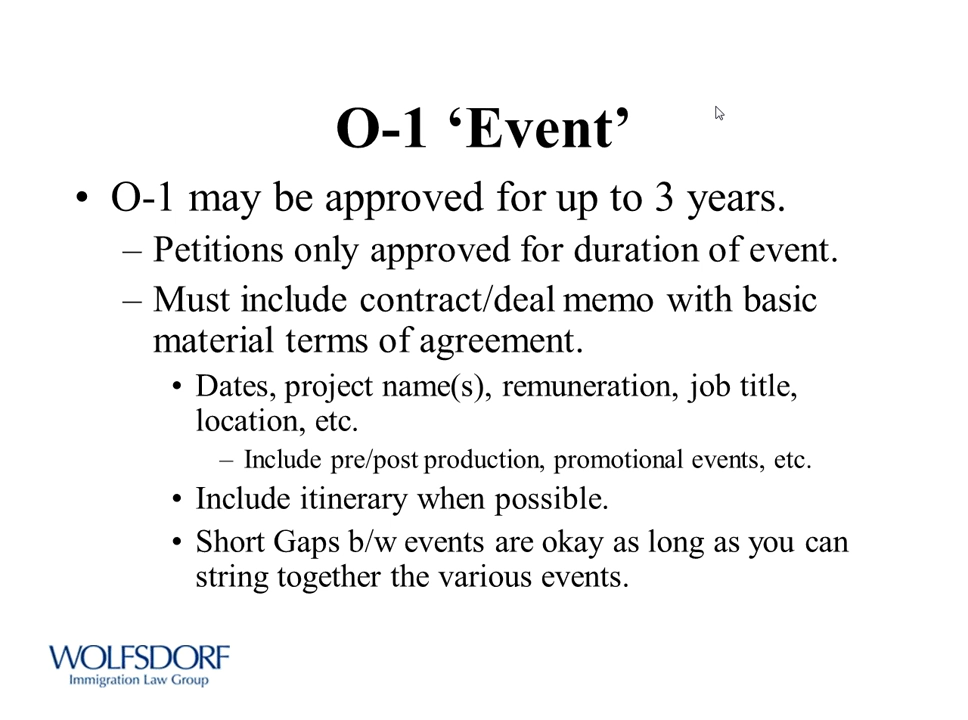 O-1 ‘Event’
• O-1 may be approved for up to 3 years.
– Petitions only approved for duration of event.
– Must include contract/deal memo with basic
material terms of agreement.
• Dates, project name(s), remuneration, job title,
location, etc.
– Include pre/post production, promotional events, etc.
• Include itinerary when possible.
• Short Gaps b/w events are okay as long as you can
string together the various events.
WOLFSDORF
Immigration Law Group